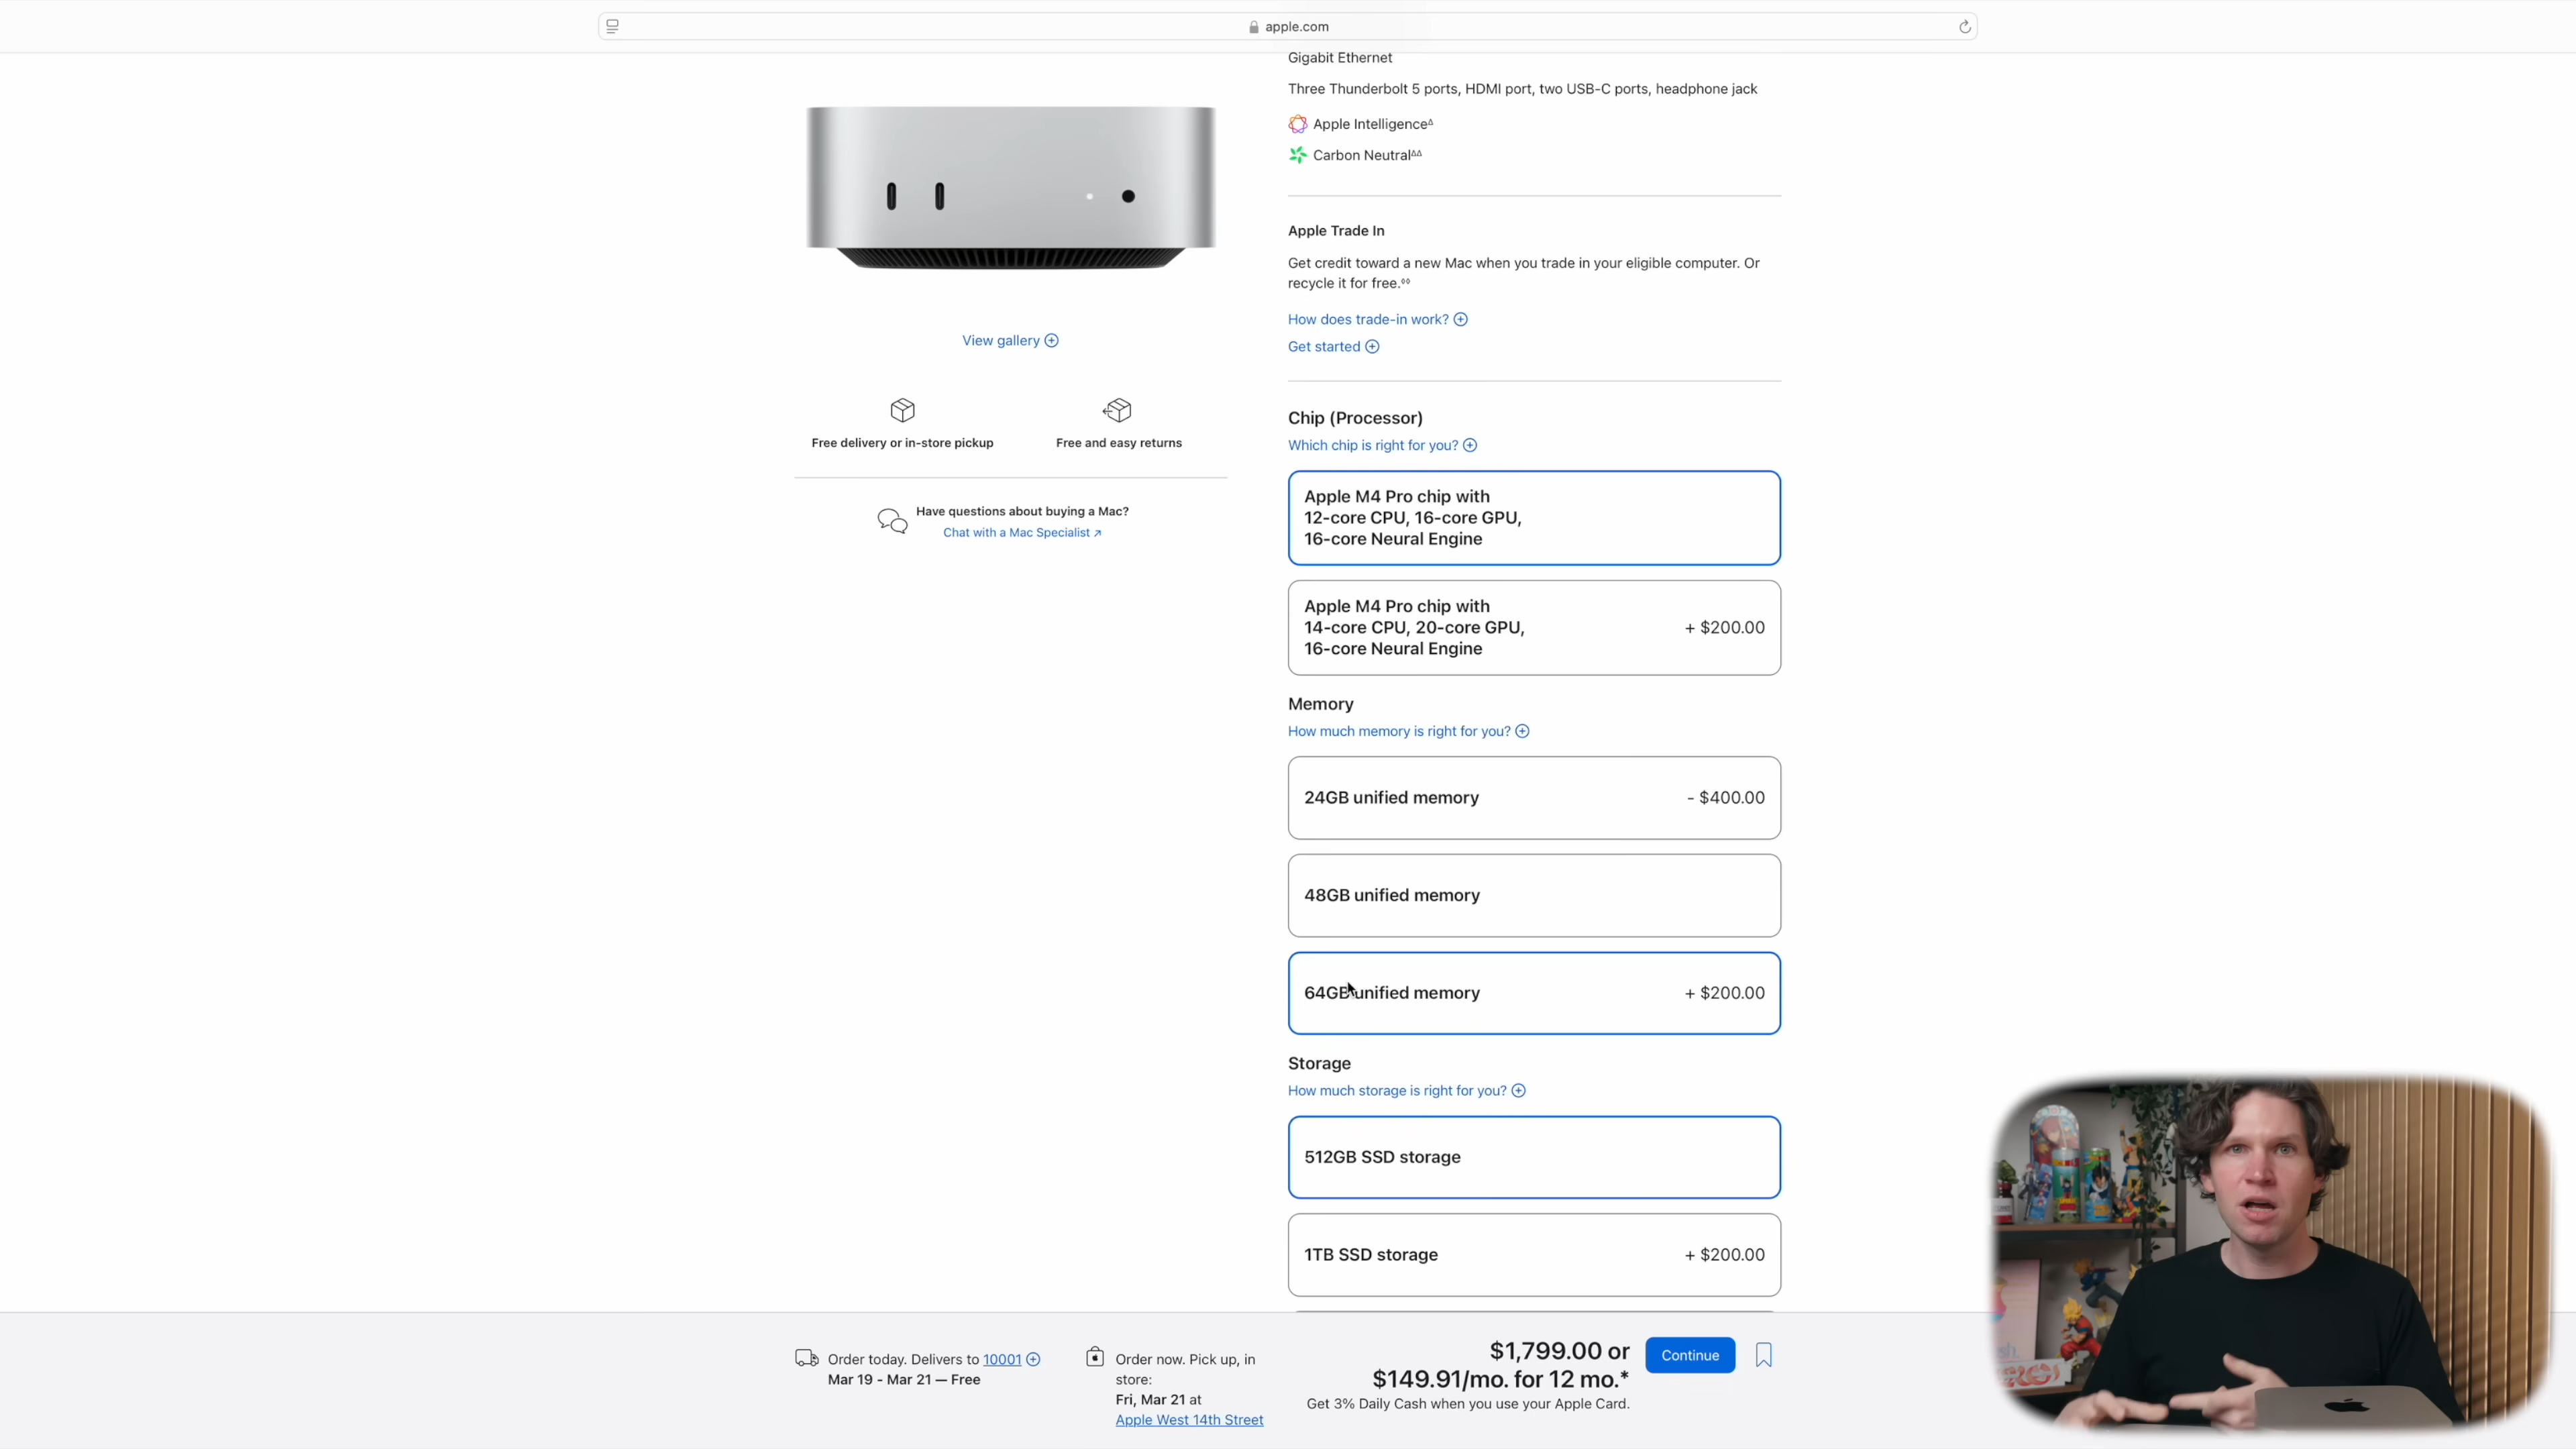 apple.com
Gigabit Ethernet
Three Thunderbolt 5 ports, HDMI port, two USB-C ports, headphone jack
Apple IntelligenceΔ
Carbon NeutralΔΔ
Apple Trade In
Get credit toward a new Mac when you trade in your eligible computer. Or
recycle it for free.◊◊
How does trade-in work?
Get started
View gallery
Free delivery or in-store pickup
Free and easy returns
Have questions about buying a Mac?
Chat with a Mac Specialist ↗
Chip (Processor)
Which chip is right for you?
Apple M4 Pro chip with
12-core CPU, 16-core GPU,
16-core Neural Engine
Apple M4 Pro chip with
14-core CPU, 20-core GPU,
16-core Neural Engine
+ $200.00
Memory
How much memory is right for you?
24GB unified memory
- $400.00
48GB unified memory
64GB unified memory
+ $200.00
Storage
How much storage is right for you?
512GB SSD storage
1TB SSD storage
+ $200.00
Order today. Delivers to 10001
Mar 19 - Mar 21 — Free
Order now. Pick up, in
store:
Fri, Mar 21 at
Apple West 14th Street
$1,799.00 or
$149.91/mo. for 12 mo.*
Get 3% Daily Cash when you use your Apple Card.
Continue